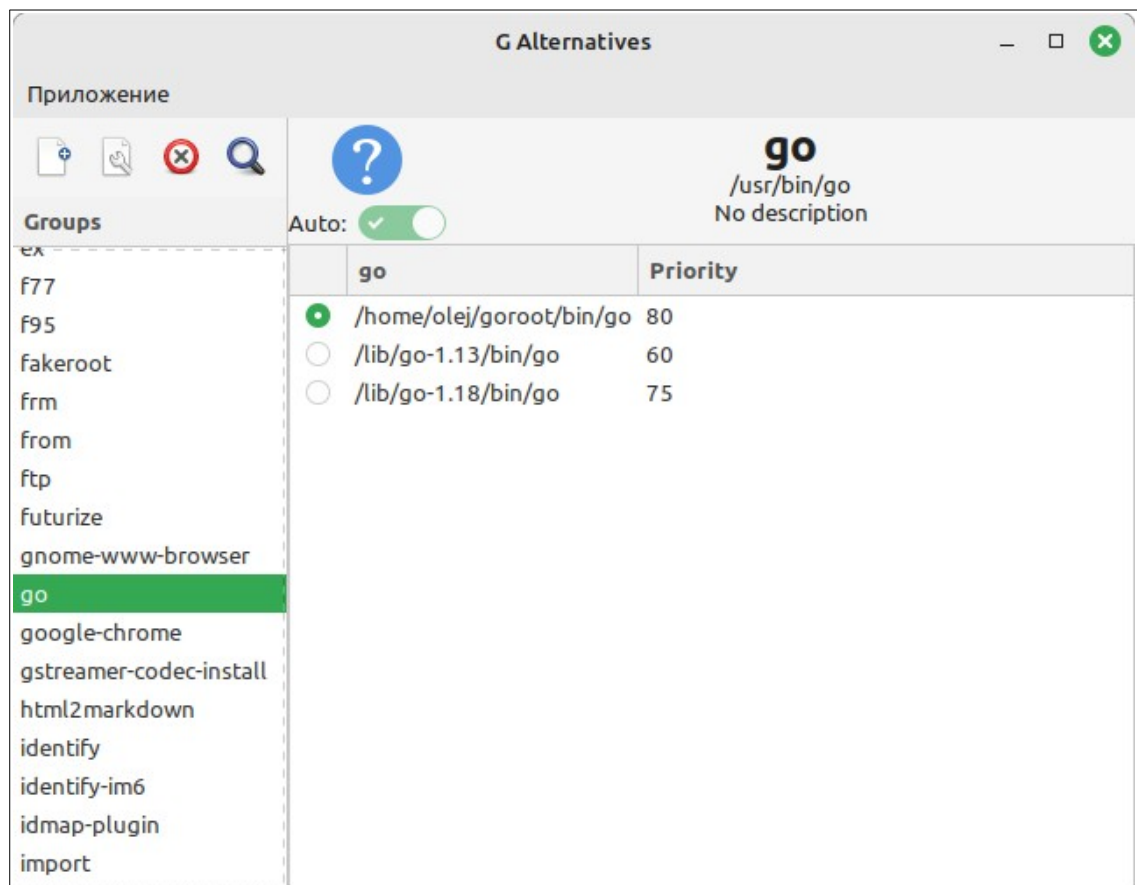 G Alternatives
Приложение
Groups
ex
f77
f95
fakeroot
frm
from
ftp
futurize
gnome-www-browser
go
google-chrome
gstreamer-codec-install
html2markdown
identify
identify-im6
idmap-plugin
import
?
go
/usr/bin/go
No description
Auto:
go Priority
/home/olej/goroot/bin/go 80
/lib/go-1.13/bin/go 60
/lib/go-1.18/bin/go 75